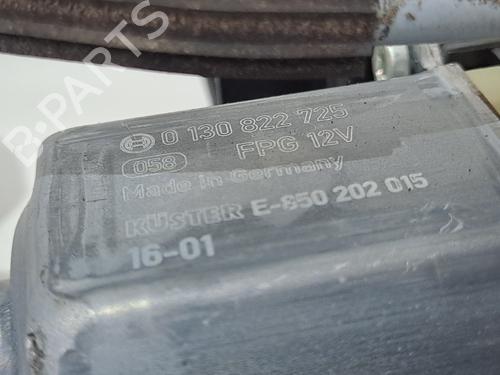 0 130 822 725
058 FPG 12V
Made in Germany
KÜSTER E-850 202 015
16-01
B-PARTS